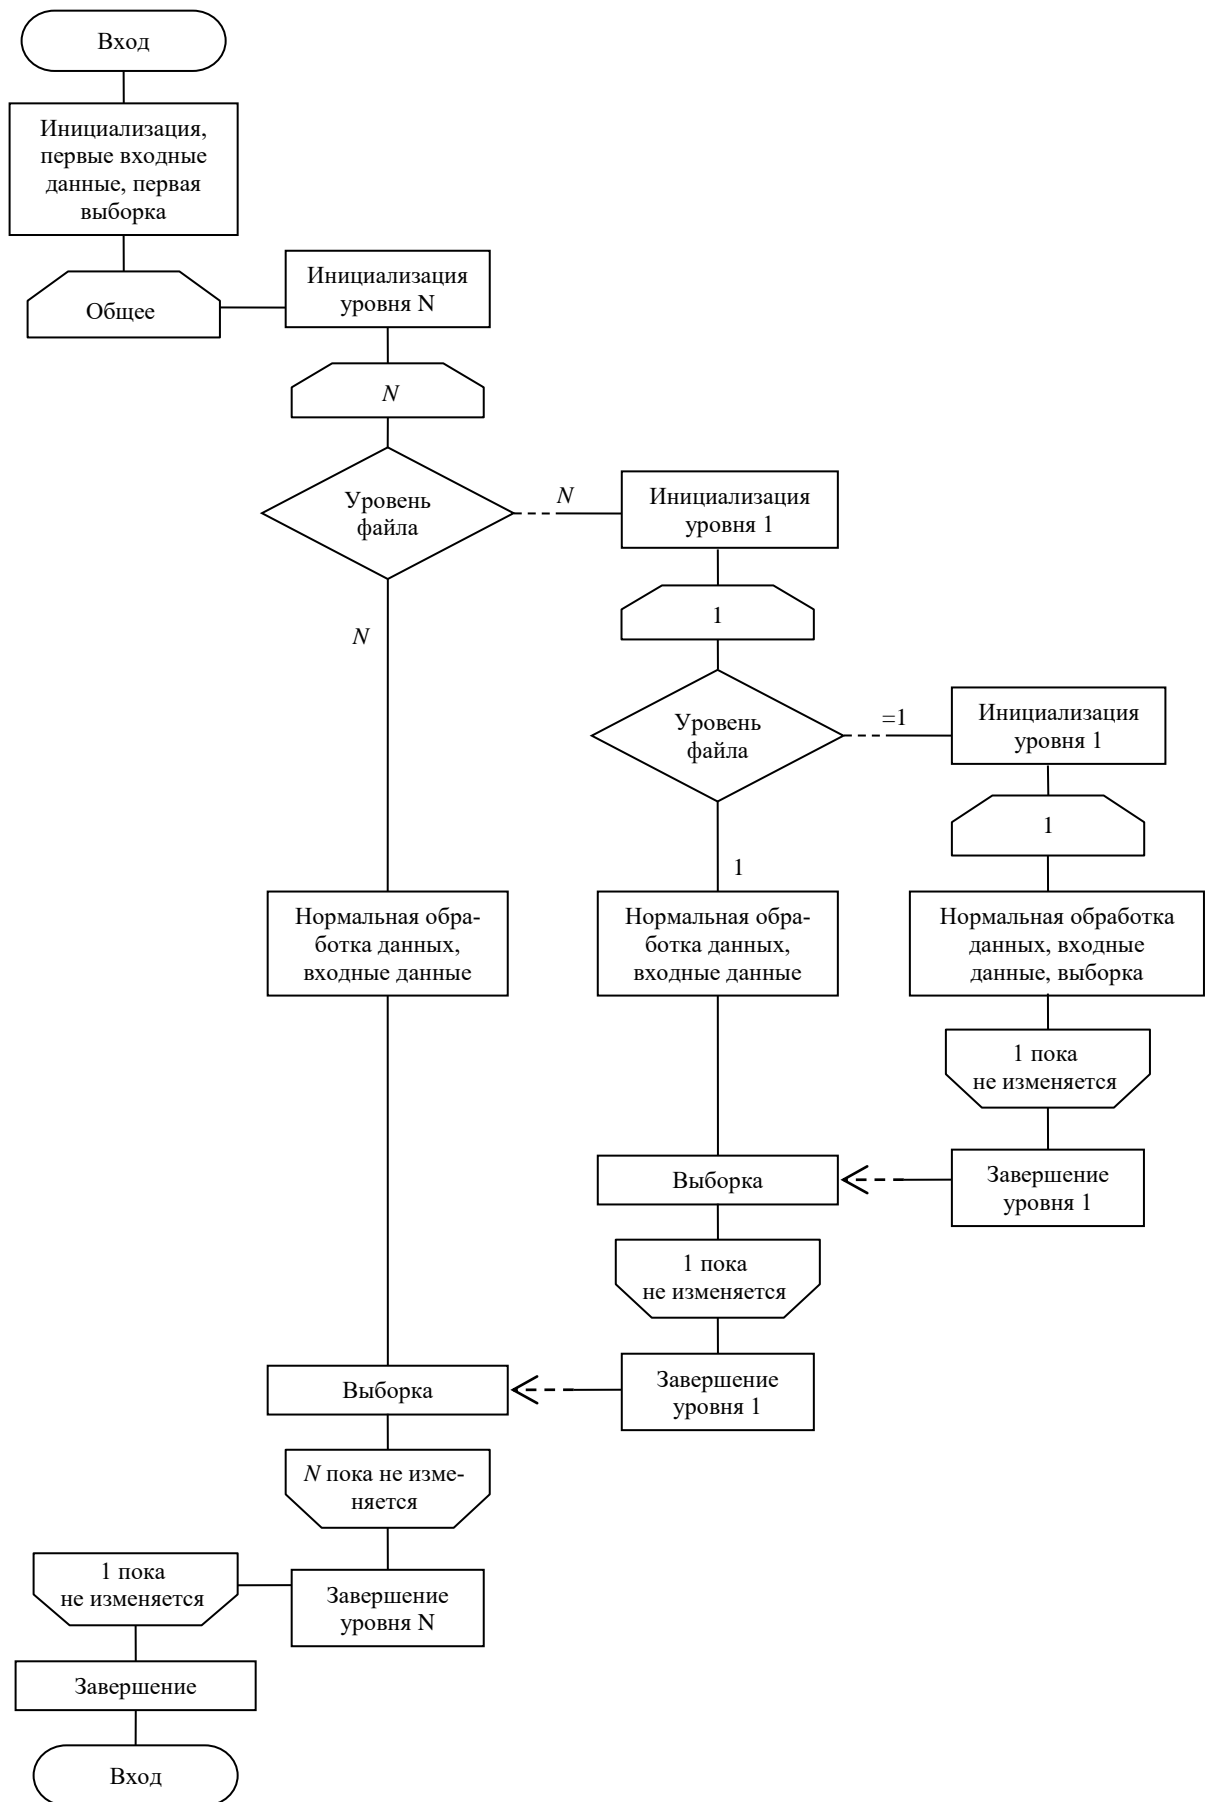 Вход
Инициализация,
первые входные
данные, первая
выборка
Общее
Инициализация
уровня N
N
Уровень
файла
N
N
Инициализация
уровня 1
1
Уровень
файла
=1
1
Инициализация
уровня 1
1
Нормальная обра-
ботка данных,
входные данные
Нормальная обра-
ботка данных,
входные данные
Нормальная обработка
данных, входные
данные, выборка
1 пока
не изменяется
Завершение
уровня 1
Выборка
1 пока
не изменяется
Завершение
уровня 1
Выборка
N пока не изме-
няется
Завершение
уровня N
1 пока
не изменяется
Завершение
Вход